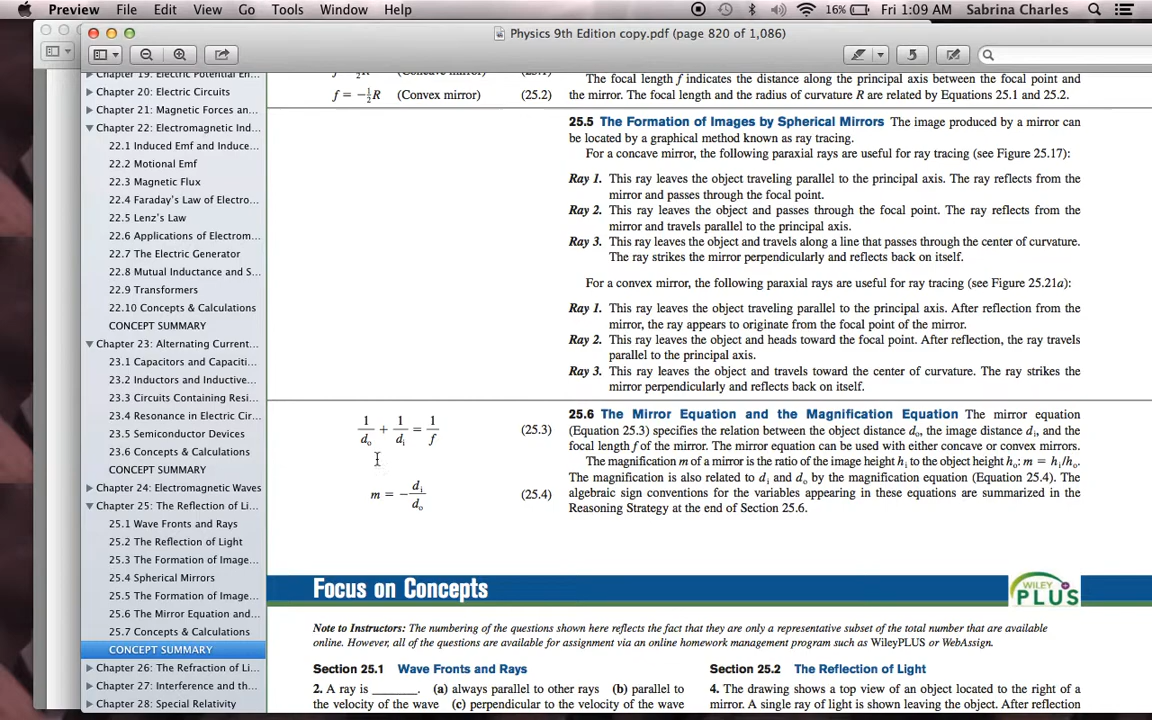 Preview File Edit View Go Tools Window Help 16% Fri 1:09 AM Sabrina Charles
Physics 9th Edition copy.pdf (page 820 of 1,086)
5
Chapter 19: Electric Potential En...
Chapter 20: Electric Circuits
Chapter 21: Magnetic Forces an...
Chapter 22: Electromagnetic Ind...
22.1 Induced Emf and Induce...
22.2 Motional Emf
22.3 Magnetic Flux
22.4 Faraday's Law of Electro...
22.5 Lenz's Law
22.6 Applications of Electrom...
22.7 The Electric Generator
22.8 Mutual Inductance and S...
22.9 Transformers
22.10 Concepts & Calculations
CONCEPT SUMMARY
Chapter 23: Alternating Current...
23.1 Capacitors and Capaciti...
23.2 Inductors and Inductive...
23.3 Circuits Containing Resi...
23.4 Resonance in Electric Cir...
23.5 Semiconductor Devices
23.6 Concepts & Calculations
CONCEPT SUMMARY
Chapter 24: Electromagnetic Waves
Chapter 25: The Reflection of Li...
25.1 Wave Fronts and Rays
25.2 The Reflection of Light
25.3 The Formation of Image...
25.4 Spherical Mirrors
25.5 The Formation of Image...
25.6 The Mirror Equation and...
25.7 Concepts & Calculations
CONCEPT SUMMARY
Chapter 26: The Refraction of Li...
Chapter 27: Interference and th...
Chapter 28: Special Relativity
f = −½R (Convex mirror) (25.2)
The focal length f indicates the distance along the principal axis between the focal point and
the mirror. The focal length and the radius of curvature R are related by Equations 25.1 and 25.2.
25.5 The Formation of Images by Spherical Mirrors The image produced by a mirror can
be located by a graphical method known as ray tracing.
For a concave mirror, the following paraxial rays are useful for ray tracing (see Figure 25.17):
Ray 1. This ray leaves the object traveling parallel to the principal axis. The ray reflects from the
mirror and passes through the focal point.
Ray 2. This ray leaves the object and passes through the focal point. The ray reflects from the
mirror and travels parallel to the principal axis.
Ray 3. This ray leaves the object and travels along a line that passes through the center of curvature.
The ray strikes the mirror perpendicularly and reflects back on itself.
For a convex mirror, the following paraxial rays are useful for ray tracing (see Figure 25.21a):
Ray 1. This ray leaves the object traveling parallel to the principal axis. After reflection from the
mirror, the ray appears to originate from the focal point of the mirror.
Ray 2. This ray leaves the object and heads toward the focal point. After reflection, the ray travels
parallel to the principal axis.
Ray 3. This ray leaves the object and travels toward the center of curvature. The ray strikes the
mirror perpendicularly and reflects back on itself.
1/dₒ + 1/dᵢ = 1/f (25.3)
m = −dᵢ/dₒ (25.4)
25.6 The Mirror Equation and the Magnification Equation The mirror equation
(Equation 25.3) specifies the relation between the object distance dₒ, the image distance dᵢ, and the
focal length f of the mirror. The mirror equation can be used with either concave or convex mirrors.
The magnification m of a mirror is the ratio of the image height hᵢ to the object height hₒ: m = hᵢ/hₒ.
The magnification is also related to dᵢ and dₒ by the magnification equation (Equation 25.4). The
algebraic sign conventions for the variables appearing in these equations are summarized in the
Reasoning Strategy at the end of Section 25.6.
Focus on Concepts
WILEY PLUS
Note to Instructors: The numbering of the questions shown here reflects the fact that they are only a representative subset of the total number that are available
online. However, all of the questions are available for assignment via an online homework management program such as WileyPLUS or WebAssign.
Section 25.1 Wave Fronts and Rays
2. A ray is ______. (a) always parallel to other rays (b) parallel to
the velocity of the wave (c) perpendicular to the velocity of the wave
Section 25.2 The Reflection of Light
4. The drawing shows a top view of an object located to the right of a
mirror. A single ray of light is shown leaving the object. After reflection